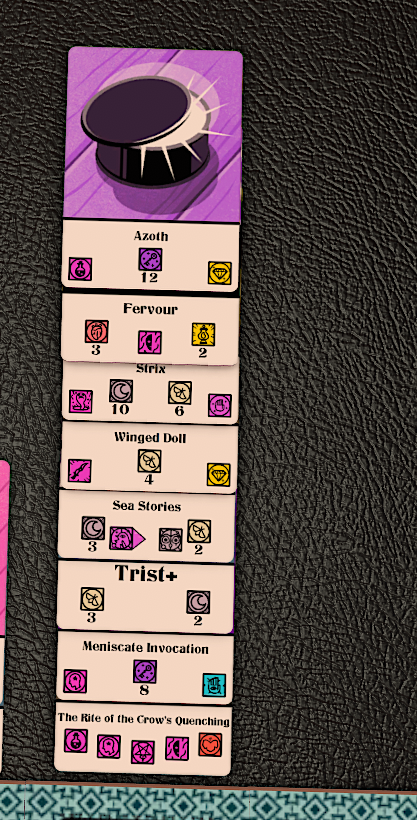 Azoth
12
Fervour
3 2
Strix
10 6
Winged Doll
4
Sea Stories
3 2
Trist+
3 2
Meniscate Invocation
8
The Rite of the Crow's Quenching